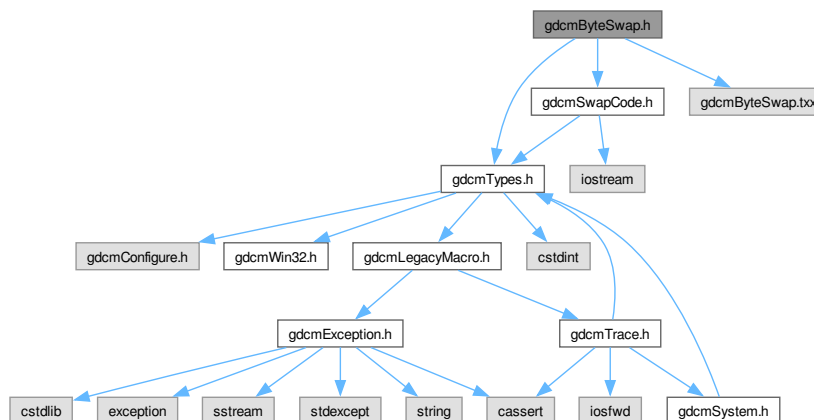 gdcmByteSwap.h
gdcmSwapCode.h
gdcmByteSwap.txx
gdcmTypes.h
iostream
gdcmConfigure.h
gdcmWin32.h
gdcmLegacyMacro.h
cstdint
gdcmException.h
gdcmTrace.h
cstdlib
exception
sstream
stdexcept
string
cassert
iosfwd
gdcmSystem.h